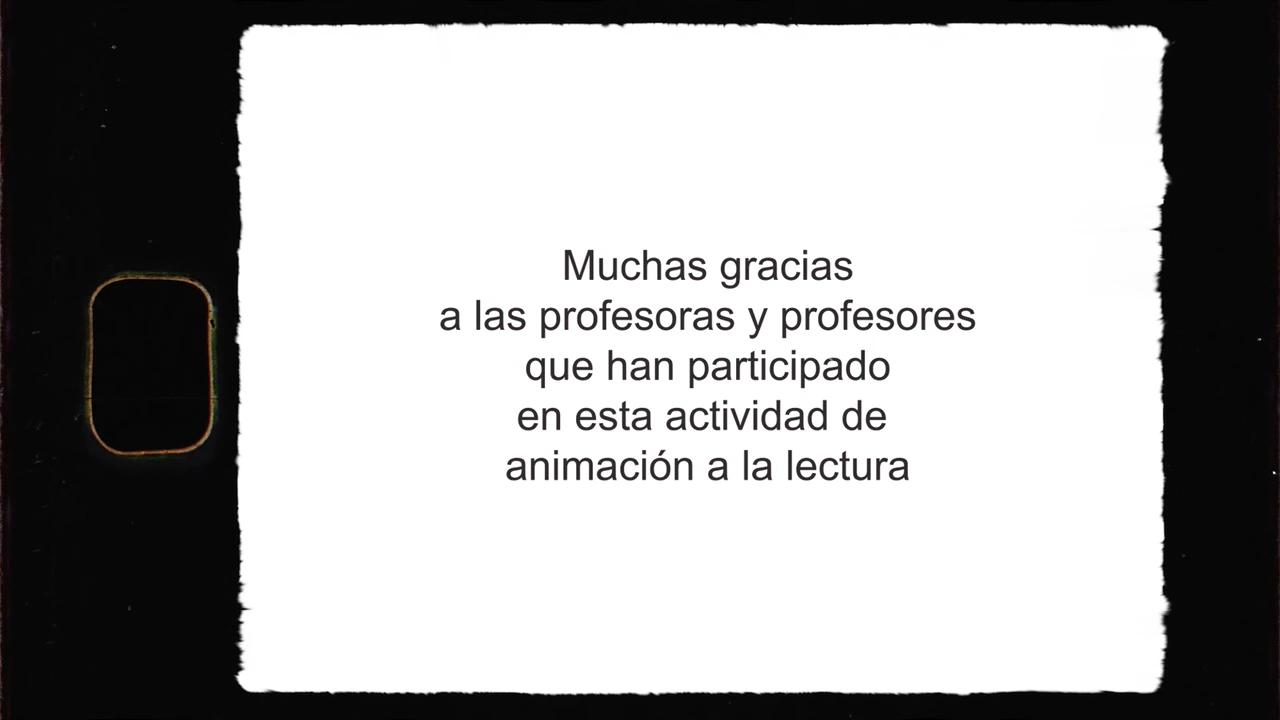 Muchas gracias
a las profesoras y profesores
que han participado
en esta actividad de
animación a la lectura